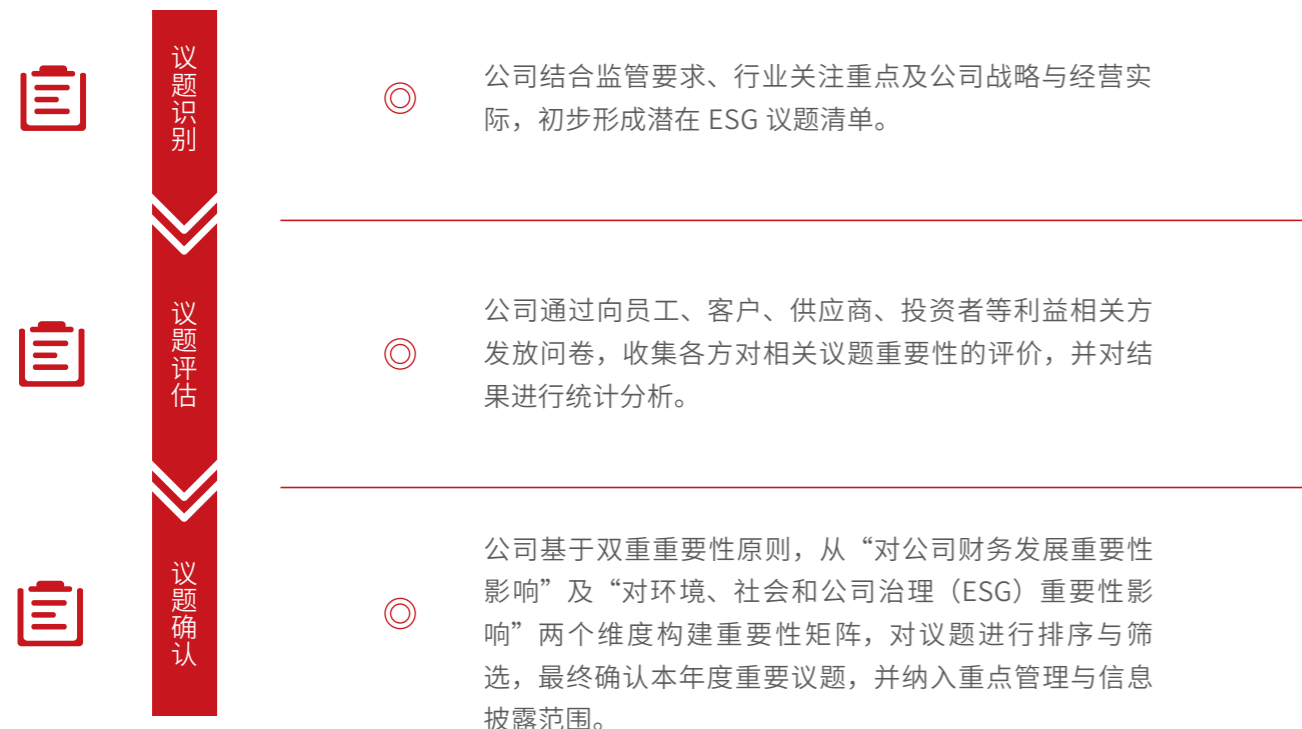 议题识别
公司结合监管要求、行业关注重点及公司战略与经营实
际，初步形成潜在 ESG 议题清单。
议题评估
公司通过向员工、客户、供应商、投资者等利益相关方
发放问卷，收集各方对相关议题重要性的评价，并对结
果进行统计分析。
议题确认
公司基于双重重要性原则，从“对公司财务发展重要性
影响”及“对环境、社会和公司治理（ESG）重要性影
响”两个维度构建重要性矩阵，对议题进行排序与筛
选，最终确认本年度重要议题，并纳入重点管理与信息
披露范围。